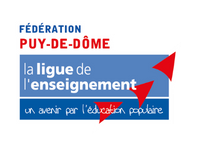 FÉDÉRATION
PUY-DE-DÔME
la ligue de
l'enseignement
un avenir par l'éducation populaire